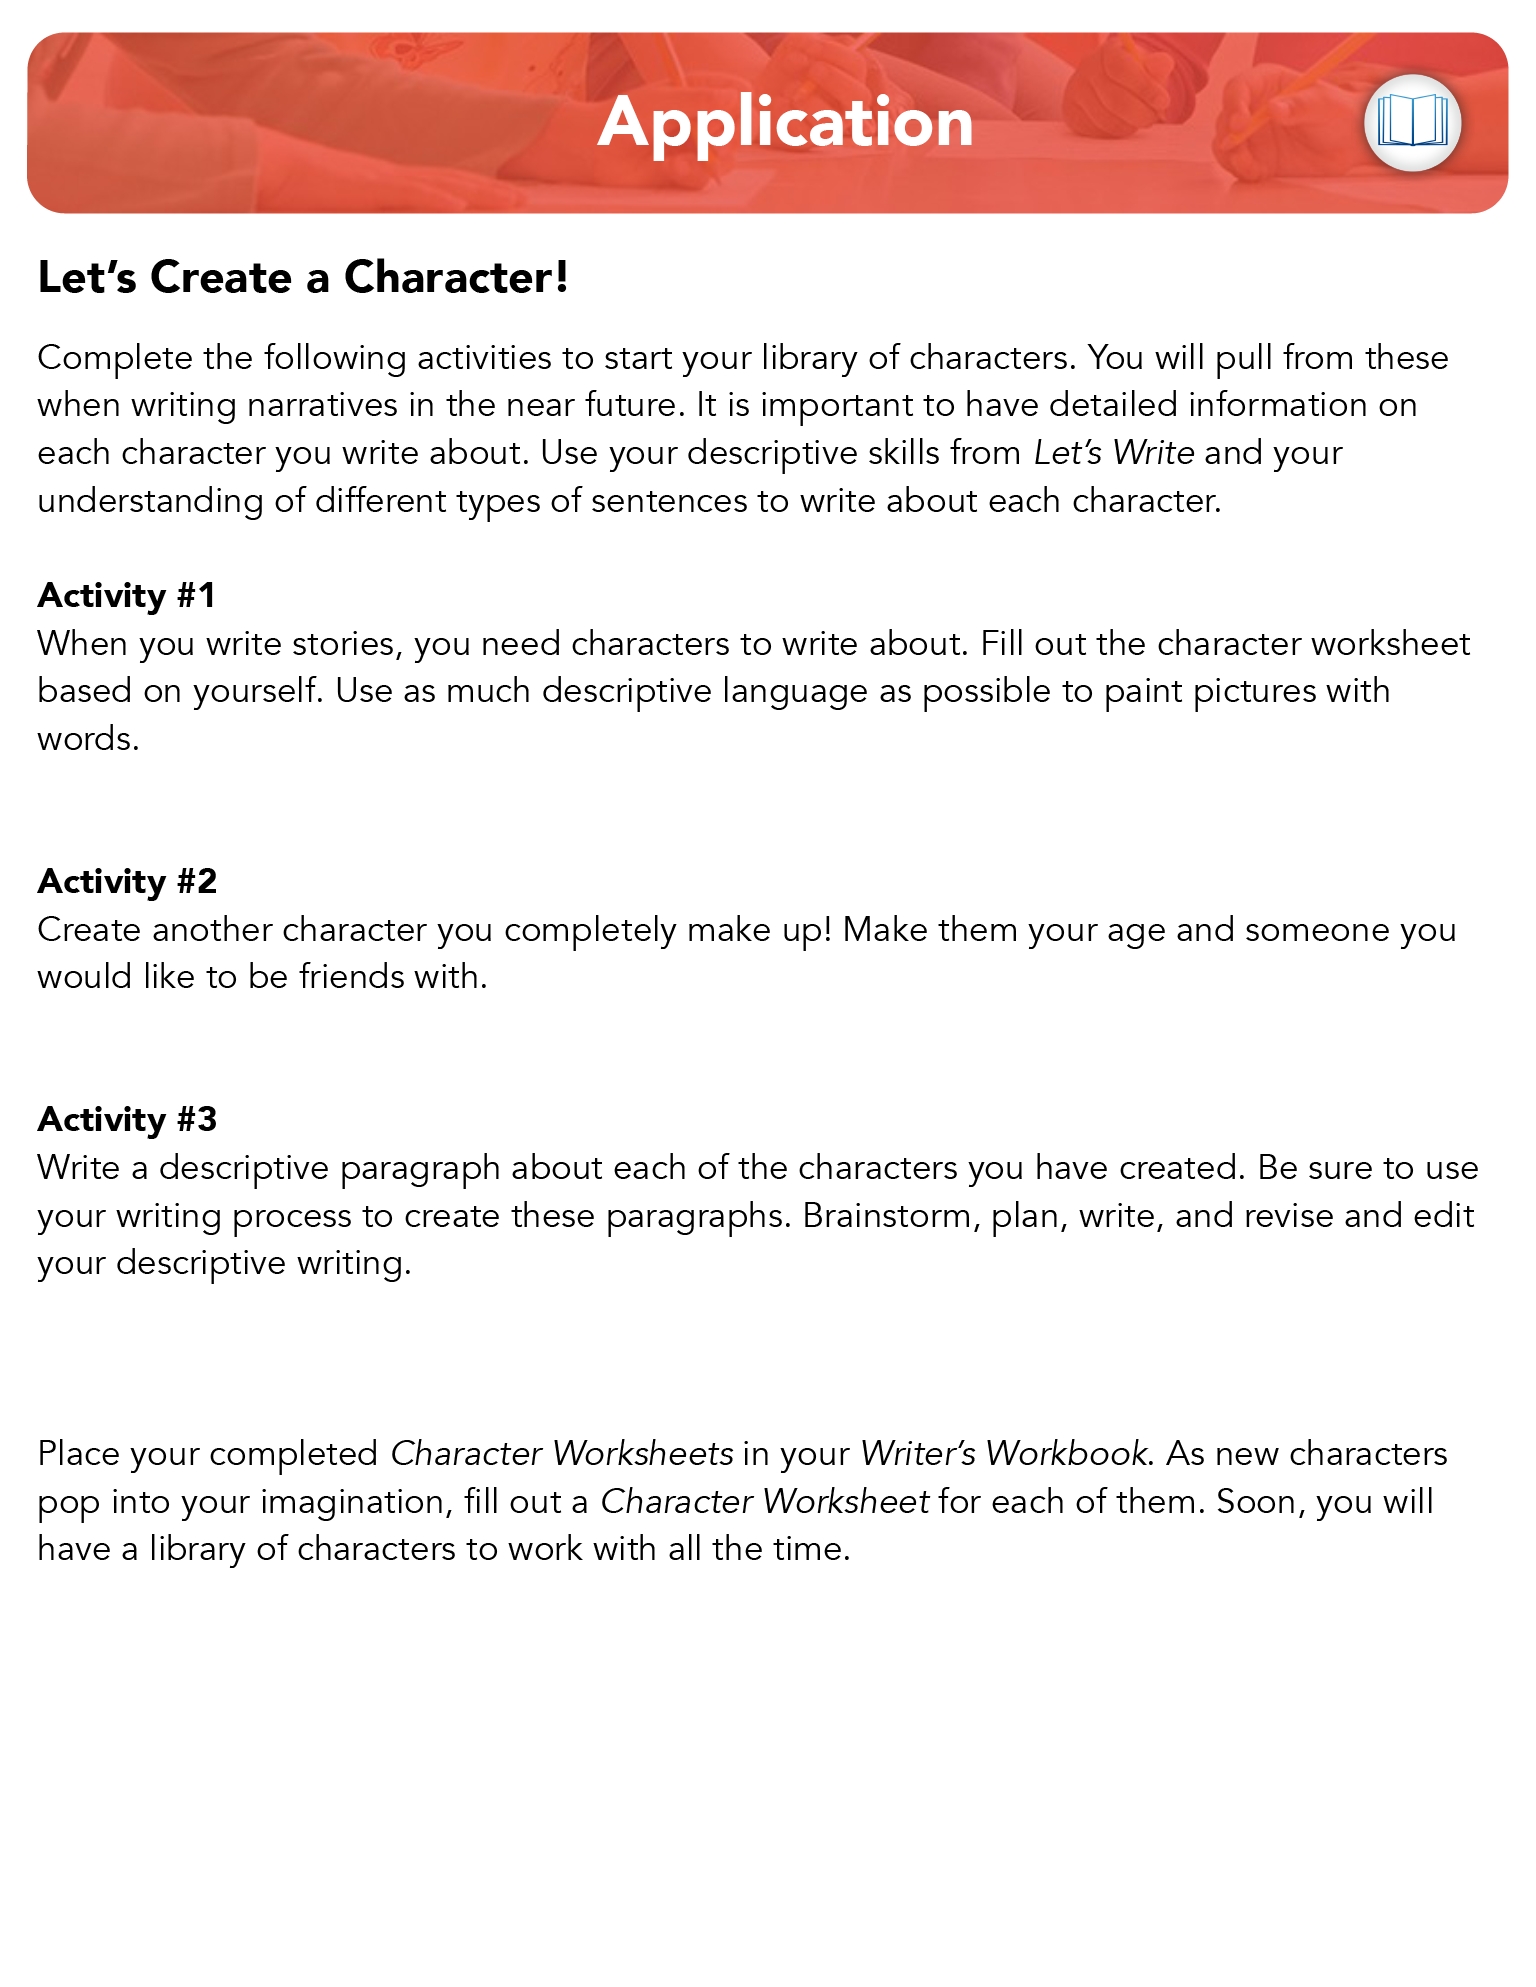 Application
Let’s Create a Character!
Complete the following activities to start your library of characters. You will pull from these
when writing narratives in the near future. It is important to have detailed information on
each character you write about. Use your descriptive skills from Let’s Write and your
understanding of different types of sentences to write about each character.
Activity #1
When you write stories, you need characters to write about. Fill out the character worksheet
based on yourself. Use as much descriptive language as possible to paint pictures with
words.
Activity #2
Create another character you completely make up! Make them your age and someone you
would like to be friends with.
Activity #3
Write a descriptive paragraph about each of the characters you have created. Be sure to use
your writing process to create these paragraphs. Brainstorm, plan, write, and revise and edit
your descriptive writing.
Place your completed Character Worksheets in your Writer’s Workbook. As new characters
pop into your imagination, fill out a Character Worksheet for each of them. Soon, you will
have a library of characters to work with all the time.